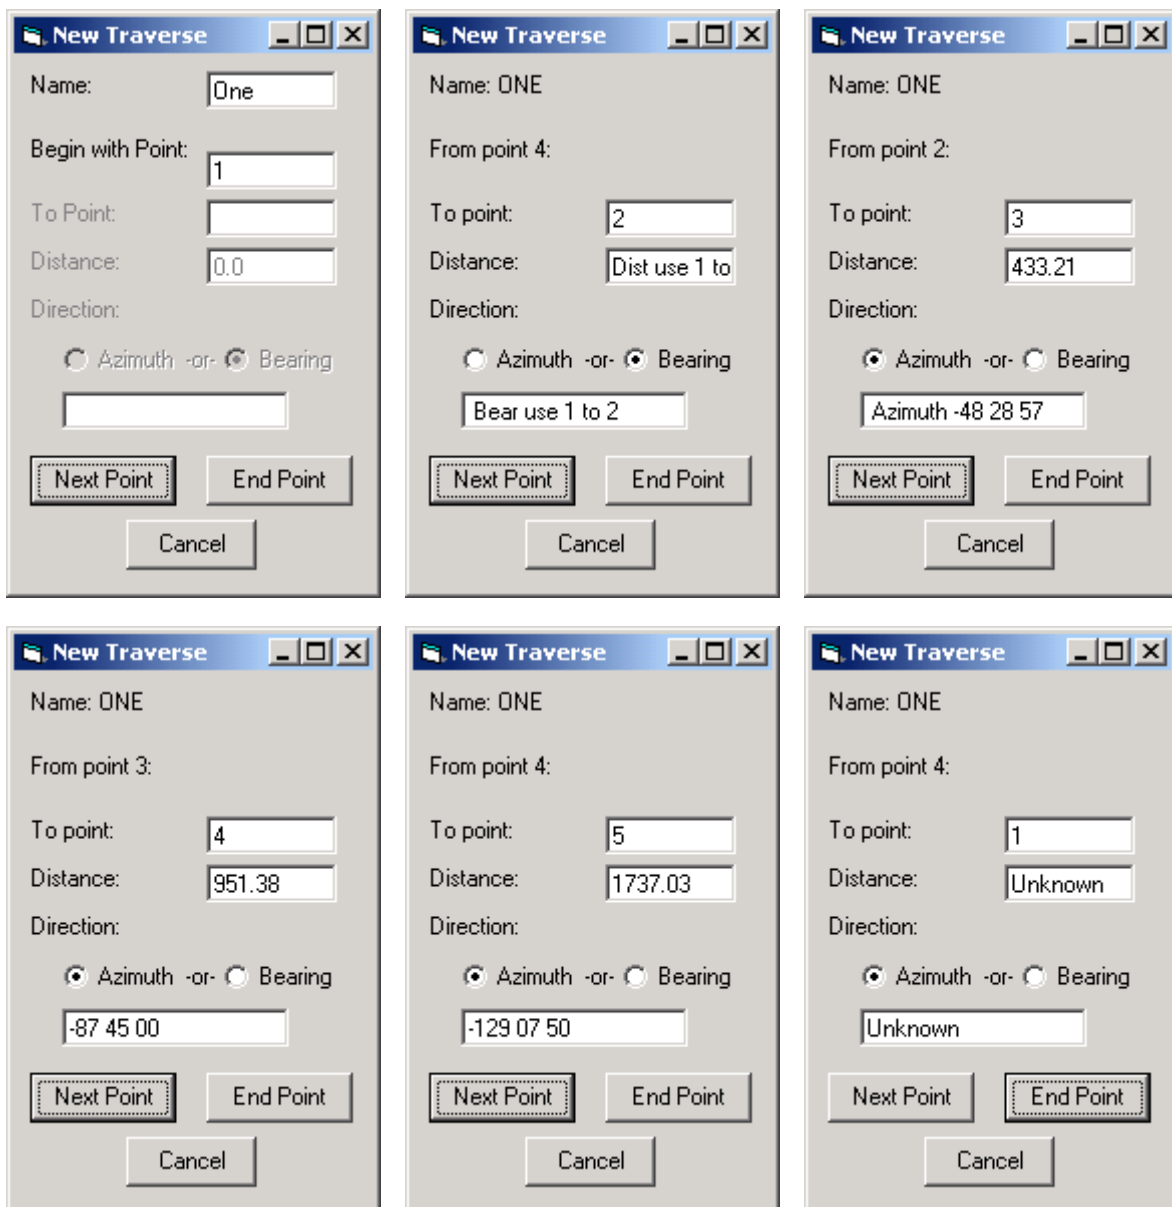 New Traverse
Name: One
Begin with Point: 1
To Point:
Distance: 0.0
Direction:
Azimuth -or- Bearing
Next Point End Point
Cancel
New Traverse
Name: ONE
From point 4:
To point: 2
Distance: Dist use 1 to
Direction:
Azimuth -or- Bearing
Bear use 1 to 2
Next Point End Point
Cancel
New Traverse
Name: ONE
From point 2:
To point: 3
Distance: 433.21
Direction:
Azimuth -or- Bearing
Azimuth -48 28 57
Next Point End Point
Cancel
New Traverse
Name: ONE
From point 3:
To point: 4
Distance: 951.38
Direction:
Azimuth -or- Bearing
-87 45 00
Next Point End Point
Cancel
New Traverse
Name: ONE
From point 4:
To point: 5
Distance: 1737.03
Direction:
Azimuth -or- Bearing
-129 07 50
Next Point End Point
Cancel
New Traverse
Name: ONE
From point 4:
To point: 1
Distance: Unknown
Direction:
Azimuth -or- Bearing
Unknown
Next Point End Point
Cancel